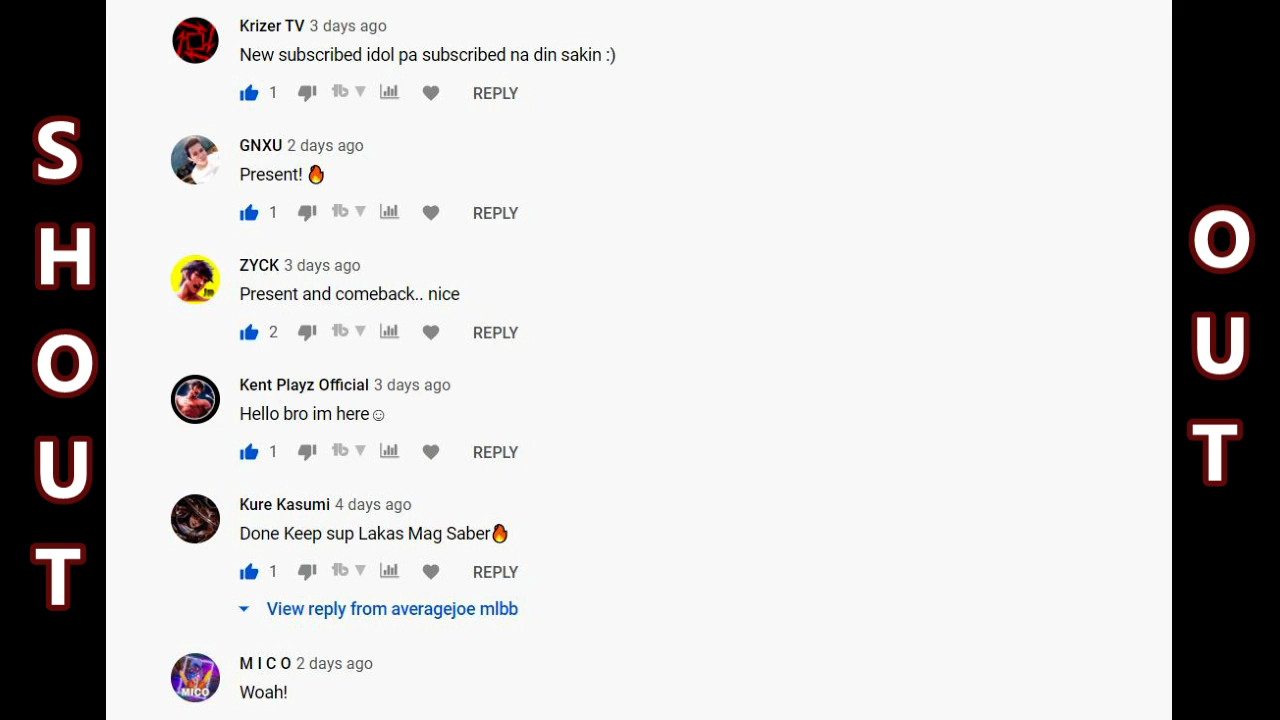 SHOUT
OUT
Krizer TV 3 days ago
New subscribed idol pa subscribed na din sakin :)
1 REPLY
GNXU 2 days ago
Present! 🔥
1 REPLY
ZYCK 3 days ago
Present and comeback.. nice
2 REPLY
Kent Playz Official 3 days ago
Hello bro im here☺
1 REPLY
Kure Kasumi 4 days ago
Done Keep sup Lakas Mag Saber🔥
1 REPLY
View reply from averagejoe mlbb
M I C O 2 days ago
Woah!
MICO